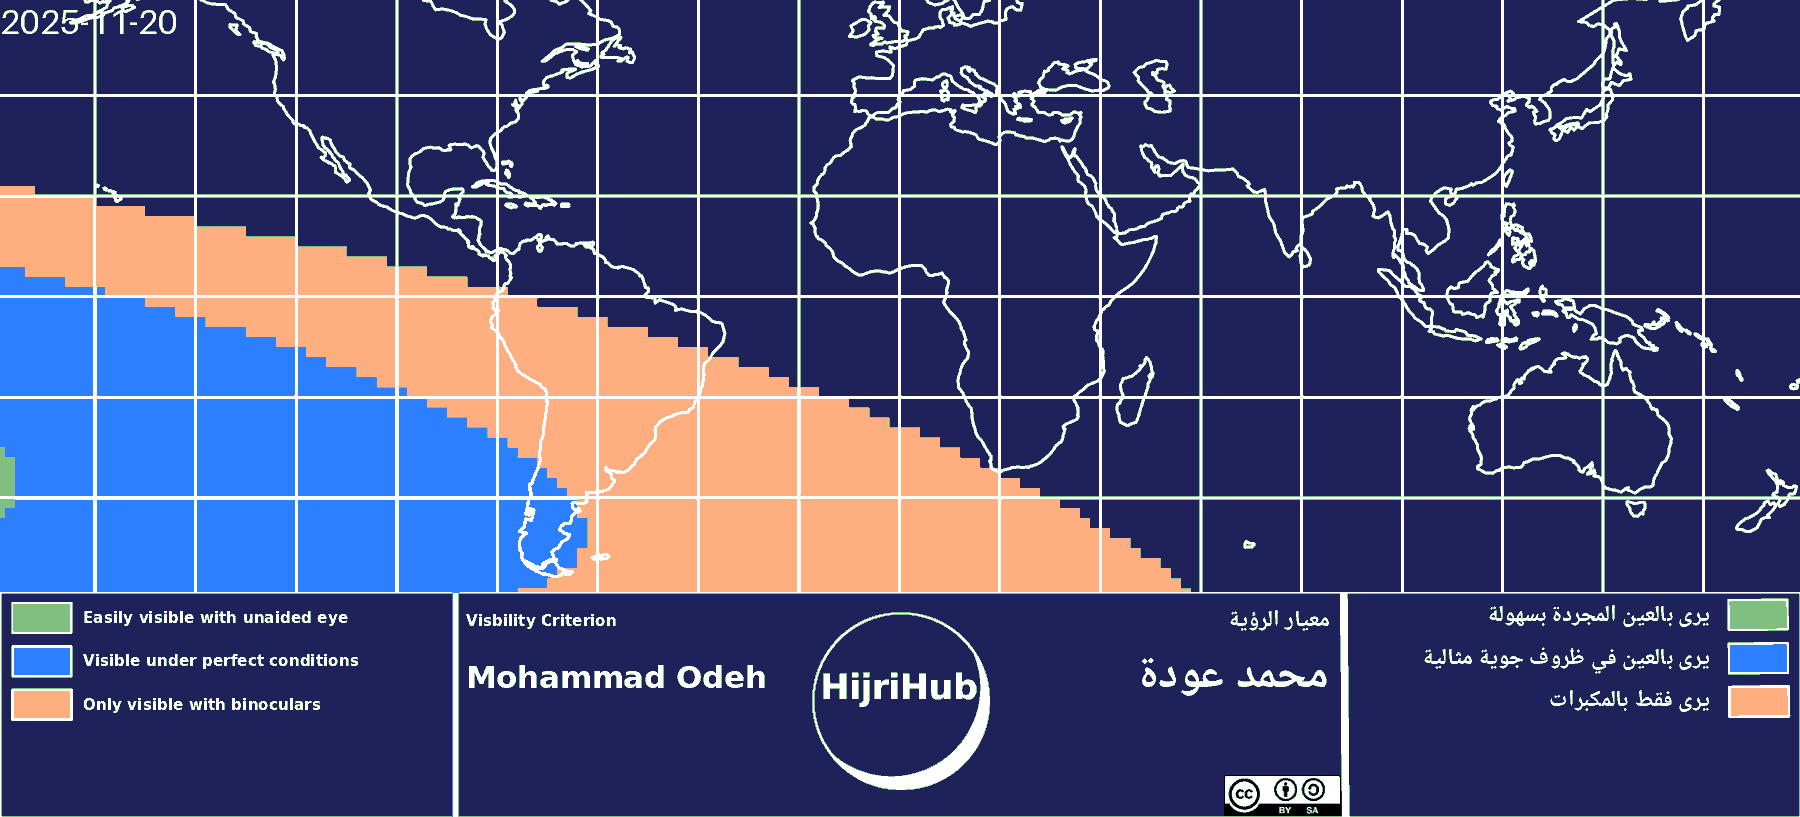 2025-11-20
Easily visible with unaided eye
Visible under perfect conditions
Only visible with binoculars
Visbility Criterion
Mohammad Odeh
HijriHub
معيار الرؤية
محمد عودة
cc
BY SA
يرى بالعين المجردة بسهولة
يرى بالعين في ظروف جوية مثالية
يرى فقط بالمكبرات